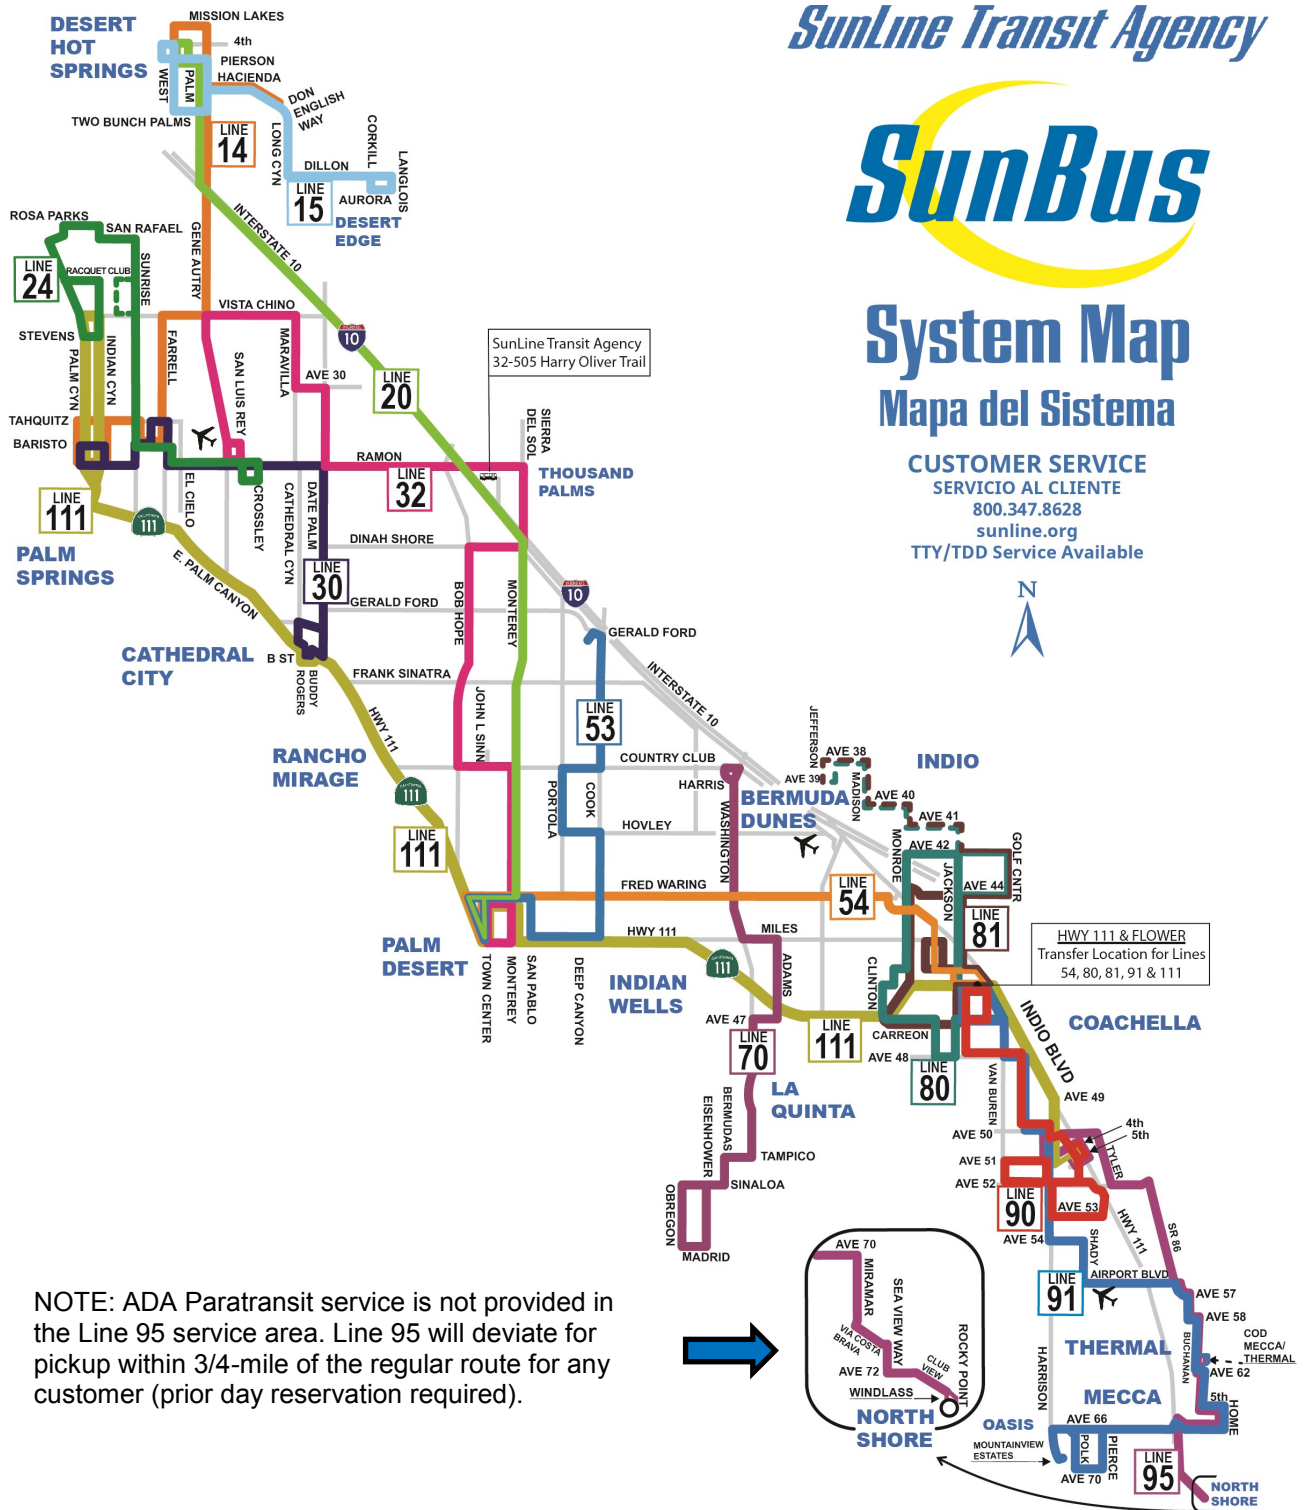 SunLine Transit Agency
SunBus
System Map
Mapa del Sistema
CUSTOMER SERVICE
SERVICIO AL CLIENTE
800.347.8628
sunline.org
TTY/TDD Service Available
N
DESERT
HOT
SPRINGS
MISSION LAKES
4th
PIERSON
HACIENDA
WEST
PALM
DON
ENGLISH
WAY
TWO BUNCH PALMS
LINE
14
LONG CYN
DILLON
CORKILL
LANGLOIS
LINE
15
AURORA
DESERT
EDGE
ROSA PARKS
SAN RAFAEL
GENE AUTRY
INTERSTATE 10
LINE
24
RACQUET CLUB
SUNRISE
VISTA CHINO
STEVENS
PALM CYN
INDIAN CYN
FARRELL
SAN LUIS REY
MARAVILLA
10
AVE 30
LINE
20
SunLine Transit Agency
32-505 Harry Oliver Trail
TAHQUITZ
BARISTO
SIERRA
DEL SOL
RAMON
LINE
32
THOUSAND
PALMS
LINE
111
111
EL CIELO
CROSSLEY
CATHEDRAL CYN
DATE PALM
DINAH SHORE
PALM
SPRINGS
E. PALM CANYON
LINE
30
BOB HOPE
MONTEREY
10
GERALD FORD
GERALD FORD
CATHEDRAL
CITY
B ST
BUDDY
ROGERS
FRANK SINATRA
INTERSTATE 10
JOHN L SINN
LINE
53
HWY 111
RANCHO
MIRAGE
111
COUNTRY CLUB
HARRIS
PORTOLA
COOK
HOVLEY
WASHINGTON
BERMUDA
DUNES
JEFFERSON
AVE 38
AVE 39
MADISON
AVE 40
AVE 41
INDIO
LINE
111
MONROE
AVE 42
JACKSON
GOLF CNTR
AVE 44
FRED WARING
LINE
54
LINE
81
HWY 111 & FLOWER
Transfer Location for Lines
54, 80, 81, 91 & 111
PALM
DESERT
HWY 111
MILES
111
ADAMS
CLINTON
TOWN CENTER
MONTEREY
SAN PABLO
DEEP CANYON
INDIAN
WELLS
AVE 47
LINE
70
LINE
111
CARREON
AVE 48
LINE
80
INDIO BLVD
COACHELLA
VAN BUREN
AVE 49
LA
QUINTA
EISENHOWER
BERMUDAS
TAMPICO
SINALOA
OBREGON
MADRID
AVE 50
4th
5th
TYLER
AVE 51
AVE 52
LINE
90
AVE 53
AVE 54
SHADY
HWY 111
SR 86
AIRPORT BLVD
LINE
91
AVE 57
AVE 58
THERMAL
BUCHANAN
COD
MECCA/
THERMAL
AVE 62
HARRISON
MECCA
5th
HOME
OASIS
AVE 66
MOUNTAINVIEW
ESTATES
POLK
PIERCE
AVE 70
LINE
95
NORTH
SHORE
AVE 70
MIRAMAR
VIA COSTA
BRAVA
SEA VIEW WAY
AVE 72
CLUB
VIEW
ROCKY POINT
WINDLASS
NORTH
SHORE
NOTE: ADA Paratransit service is not provided in
the Line 95 service area. Line 95 will deviate for
pickup within 3/4-mile of the regular route for any
customer (prior day reservation required).